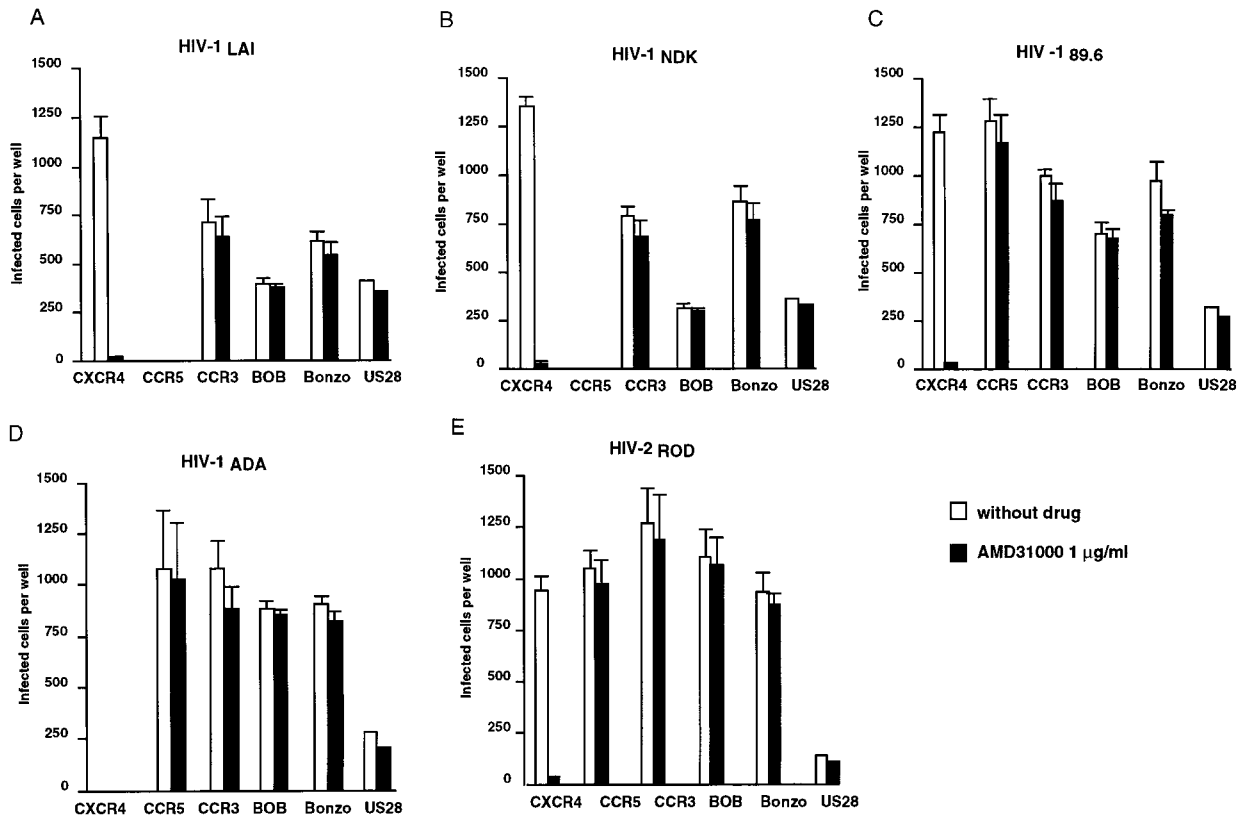 A
HIV-1 LAI
Infected cells per well
1500
1250
1000
750
500
250
0
CXCR4 CCR5 CCR3 BOB Bonzo US28
B
HIV-1 NDK
Infected cells per well
1500
1250
1000
750
500
250
0
CXCR4 CCR5 CCR3 BOB Bonzo US28
C
HIV -1 89.6
Infected cells per well
1500
1250
1000
750
500
250
0
CXCR4 CCR5 CCR3 BOB Bonzo US28
D
HIV-1 ADA
Infected cells per well
1500
1250
1000
750
500
250
0
CXCR4 CCR5 CCR3 BOB Bonzo US28
E
HIV-2 ROD
Infected cells per well
1500
1250
1000
750
500
250
0
CXCR4 CCR5 CCR3 BOB Bonzo US28
without drug
AMD31000 1 μg/ml